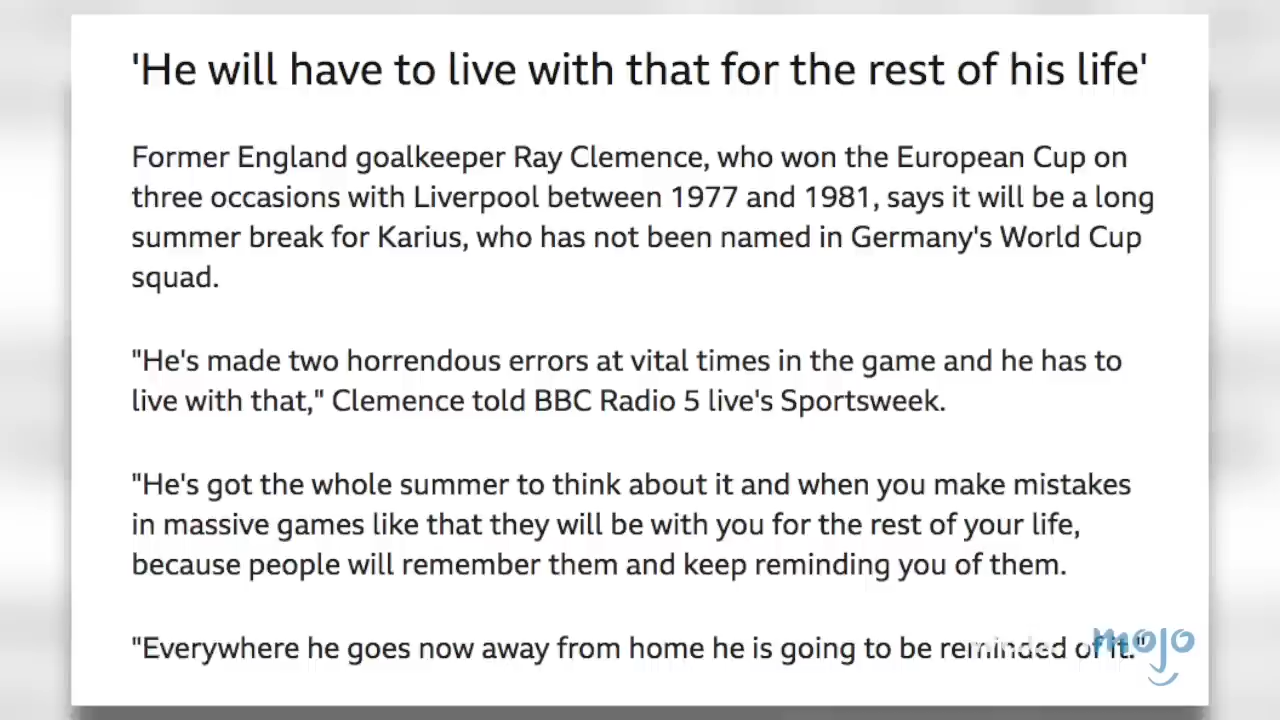 'He will have to live with that for the rest of his life'
Former England goalkeeper Ray Clemence, who won the European Cup on
three occasions with Liverpool between 1977 and 1981, says it will be a long
summer break for Karius, who has not been named in Germany's World Cup
squad.
"He's made two horrendous errors at vital times in the game and he has to
live with that," Clemence told BBC Radio 5 live's Sportsweek.
"He's got the whole summer to think about it and when you make mistakes
in massive games like that they will be with you for the rest of your life,
because people will remember them and keep reminding you of them.
"Everywhere he goes now away from home he is going to be reminded of it."
mojo